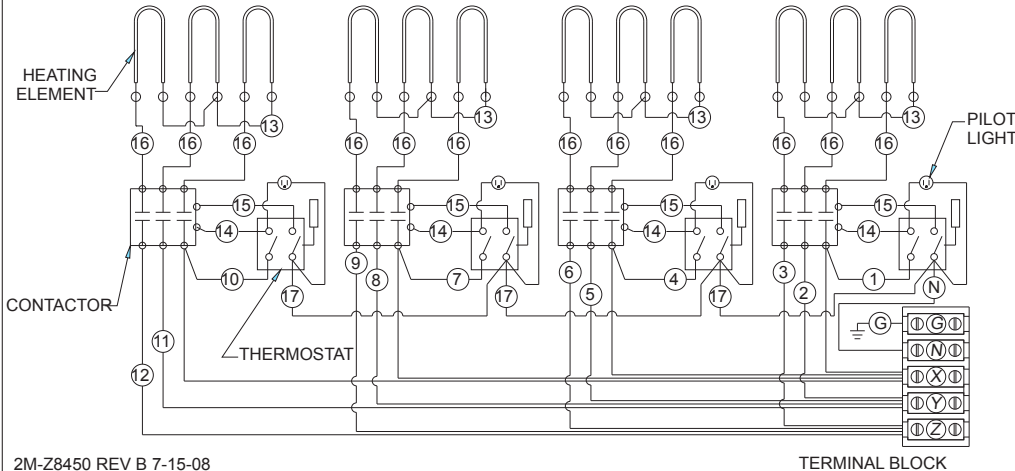 HEATING
ELEMENT
13 13 13 13
PILOT
LIGHT
16 16 16 16 16 16 16 16 16 16 16 16
15 15 15 15
14 14 14 14
10 9 8 7 6 5 4 3 2 1 N
17 17 17
CONTACTOR
THERMOSTAT
11
12
G G
N
X
Y
Z
2M-Z8450 REV B 7-15-08
TERMINAL BLOCK